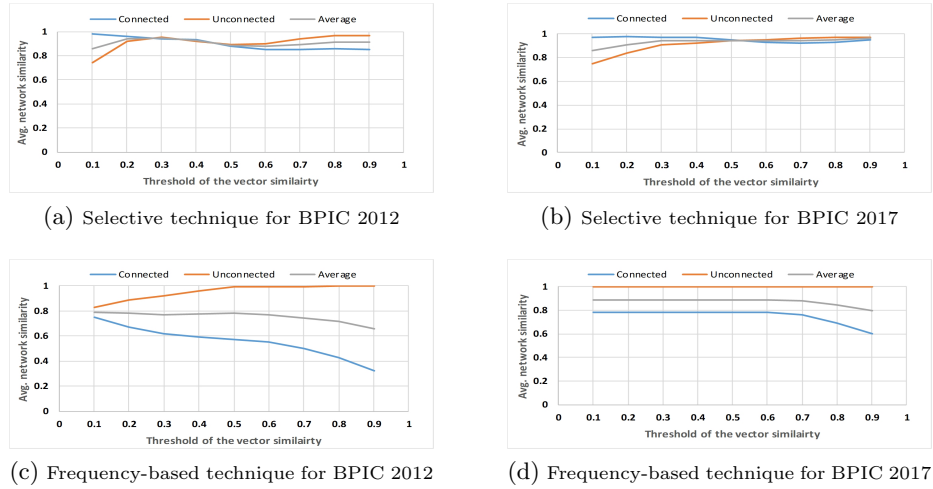 Connected Unconnected Average
Avg. network similarity
1
0.8
0.6
0.4
0.2
0
0 0.1 0.2 0.3 0.4 0.5 0.6 0.7 0.8 0.9 1
Threshold of the vector similairty
(a) Selective technique for BPIC 2012
Connected Unconnected Average
Avg. network similarity
1
0.8
0.6
0.4
0.2
0
0 0.1 0.2 0.3 0.4 0.5 0.6 0.7 0.8 0.9 1
Threshold of the vector similairty
(b) Selective technique for BPIC 2017
Connected Unconnected Average
Avg. network similarity
1
0.8
0.6
0.4
0.2
0
0 0.1 0.2 0.3 0.4 0.5 0.6 0.7 0.8 0.9 1
Threshold of the vector similairty
(c) Frequency-based technique for BPIC 2012
Connected Unconnected Average
Avg. network similarity
1
0.8
0.6
0.4
0.2
0
0 0.1 0.2 0.3 0.4 0.5 0.6 0.7 0.8 0.9 1
Threshold of the vector similairty
(d) Frequency-based technique for BPIC 2017